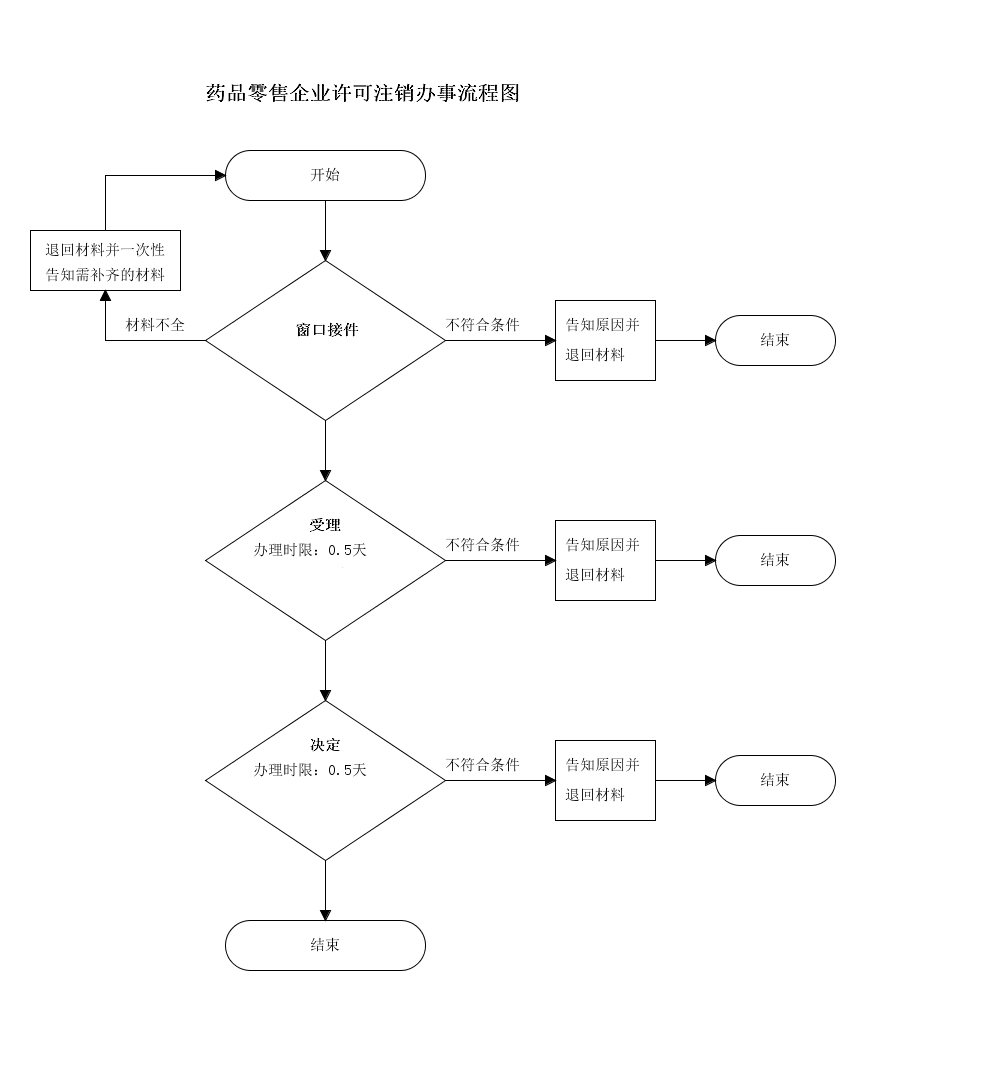 药品零售企业许可注销办事流程图
开始
退回材料并一次性
告知需补齐的材料
材料不全
窗口接件
不符合条件
告知原因并
退回材料
结束
受理
办理时限：0.5天
不符合条件
告知原因并
退回材料
结束
决定
办理时限：0.5天
不符合条件
告知原因并
退回材料
结束
结束